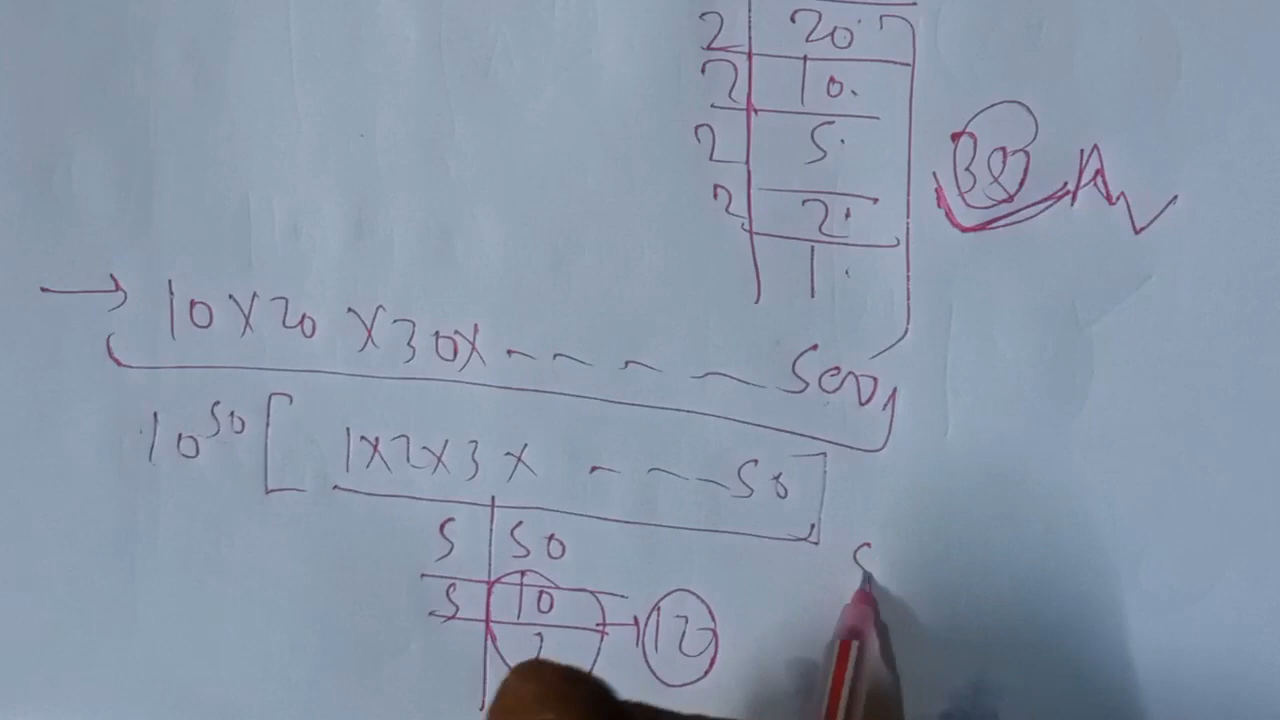 2 20
2 10
2 5
2 2
1
38 A
→ 10 X 20 X 30 X - - - - 500
10^50 [ 1 X 2 X 3 X - - - 50 ]
5 50
5 10 → 12
2